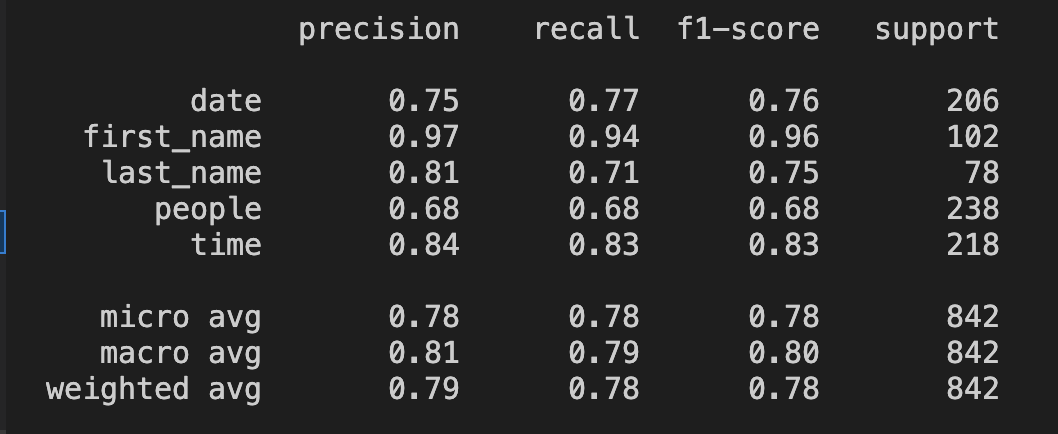 precision recall f1-score support
date 0.75 0.77 0.76 206
first_name 0.97 0.94 0.96 102
last_name 0.81 0.71 0.75 78
people 0.68 0.68 0.68 238
time 0.84 0.83 0.83 218
micro avg 0.78 0.78 0.78 842
macro avg 0.81 0.79 0.80 842
weighted avg 0.79 0.78 0.78 842